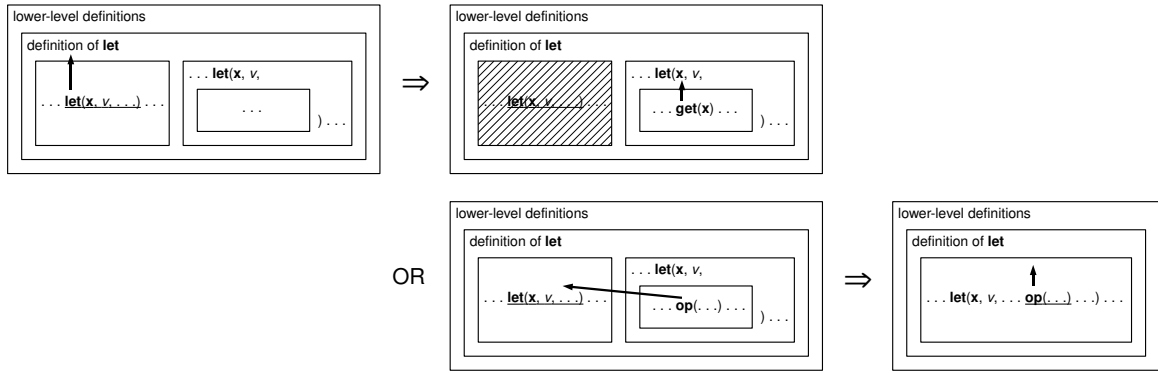 lower-level definitions
definition of let
. . . let(x, v, . . .) . . .
. . . let(x, v,
. . .
) . . .
⇒
lower-level definitions
definition of let
. . . let(x, v, . . .) . . .
. . . let(x, v,
. . . get(x) . . .
) . . .
OR
lower-level definitions
definition of let
. . . let(x, v, . . .) . . .
. . . let(x, v,
. . . op(. . .) . . .
) . . .
⇒
lower-level definitions
definition of let
. . . let(x, v, . . . op(. . .) . . .) . . .